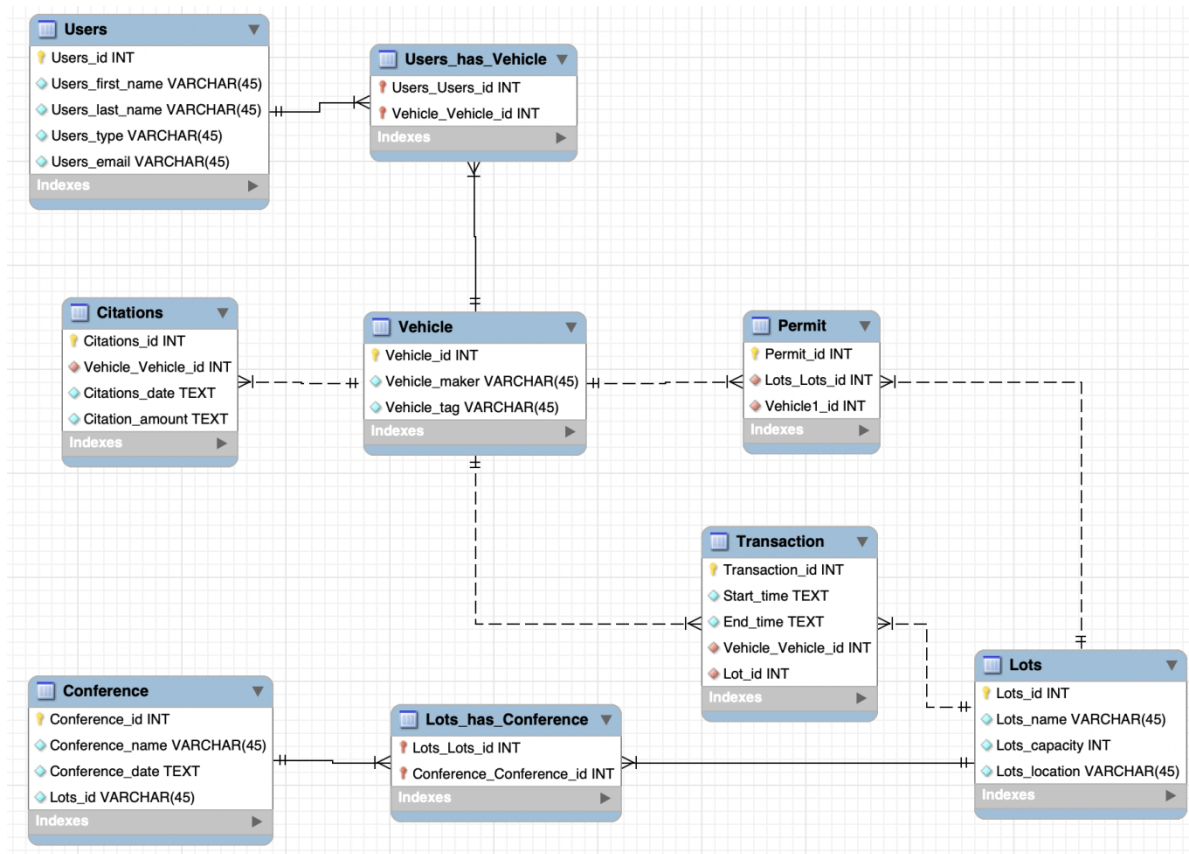 Users
Users_id INT
Users_first_name VARCHAR(45)
Users_last_name VARCHAR(45)
Users_type VARCHAR(45)
Users_email VARCHAR(45)
Indexes
Users_has_Vehicle
Users_Users_id INT
Vehicle_Vehicle_id INT
Indexes
Citations
Citations_id INT
Vehicle_Vehicle_id INT
Citations_date TEXT
Citation_amount TEXT
Indexes
Vehicle
Vehicle_id INT
Vehicle_maker VARCHAR(45)
Vehicle_tag VARCHAR(45)
Indexes
Permit
Permit_id INT
Lots_Lots_id INT
Vehicle1_id INT
Indexes
Transaction
Transaction_id INT
Start_time TEXT
End_time TEXT
Vehicle_Vehicle_id INT
Lot_id INT
Indexes
Conference
Conference_id INT
Conference_name VARCHAR(45)
Conference_date TEXT
Lots_id VARCHAR(45)
Indexes
Lots_has_Conference
Lots_Lots_id INT
Conference_Conference_id INT
Indexes
Lots
Lots_id INT
Lots_name VARCHAR(45)
Lots_capacity INT
Lots_location VARCHAR(45)
Indexes